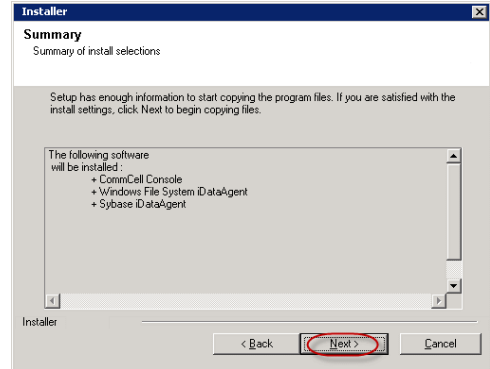 Installer
Summary
Summary of install selections
Setup has enough information to start copying the program files. If you are satisfied with the
install settings, click Next to begin copying files.
The following software
will be installed :
+ CommCell Console
+ Windows File System iDataAgent
+ Sybase iDataAgent
Installer
< Back
Next >
Cancel